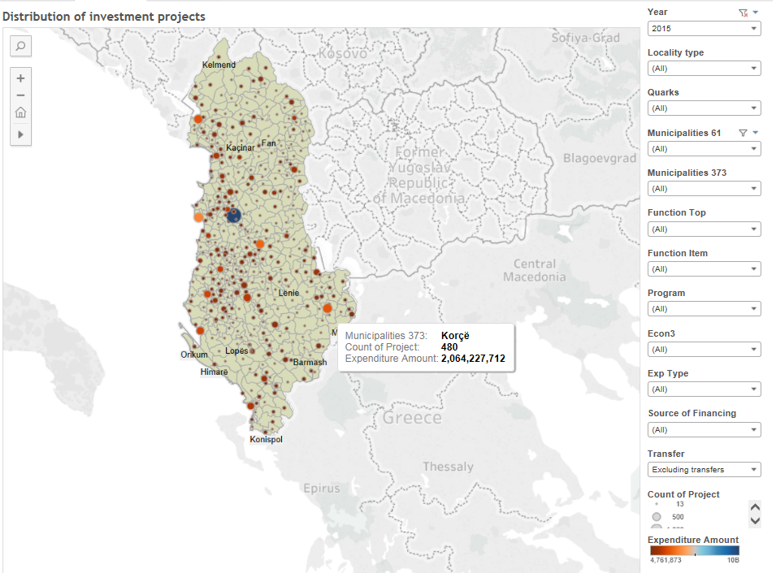 Distribution of investment projects
Kelmend
Kaçinar
Fan
Lenie
Lopës
Orikum
Himarë
Barmash
Konispol
Kosovo
Sofiya-Grad
Blagoevgrad
Former
Yugoslav
Republic
of Macedonia
Central
Macedonia
Greece
Thessaly
Epirus
M
Municipalities 373: Korçë
Count of Project: 480
Expenditure Amount: 2,064,227,712
Year
2015
Locality type
(All)
Quarks
(All)
Municipalities 61
(All)
Municipalities 373
(All)
Function Top
(All)
Function Item
(All)
Program
(All)
Econ3
(All)
Exp Type
(All)
Source of Financing
(All)
Transfer
Excluding transfers
Count of Project
13
500
Expenditure Amount
4,761,873 10B